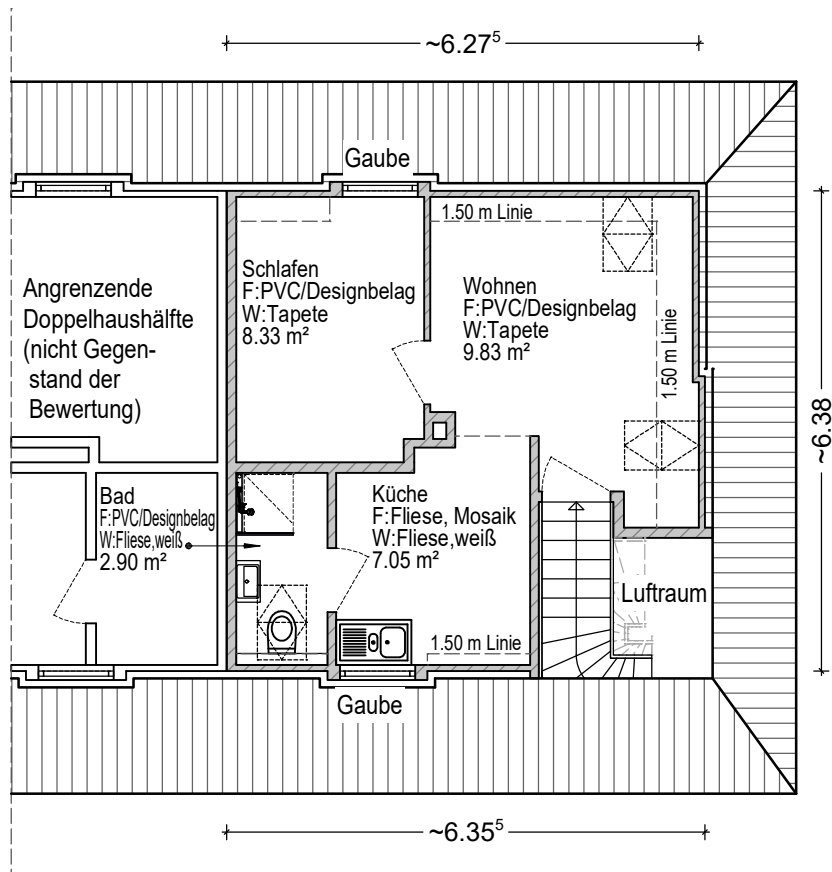 ~6.27⁵
Gaube
1.50 m Linie
Schlafen
F:PVC/Designbelag
W:Tapete
8.33 m²
Wohnen
F:PVC/Designbelag
W:Tapete
9.83 m²
1.50 m Linie
Angrenzende
Doppelhaushälfte
(nicht Gegen-
stand der
Bewertung)
~6.38
Bad
F:PVC/Designbelag
W:Fliese,weiß
2.90 m²
Küche
F:Fliese, Mosaik
W:Fliese,weiß
7.05 m²
Luftraum
1.50 m Linie
Gaube
~6.35⁵